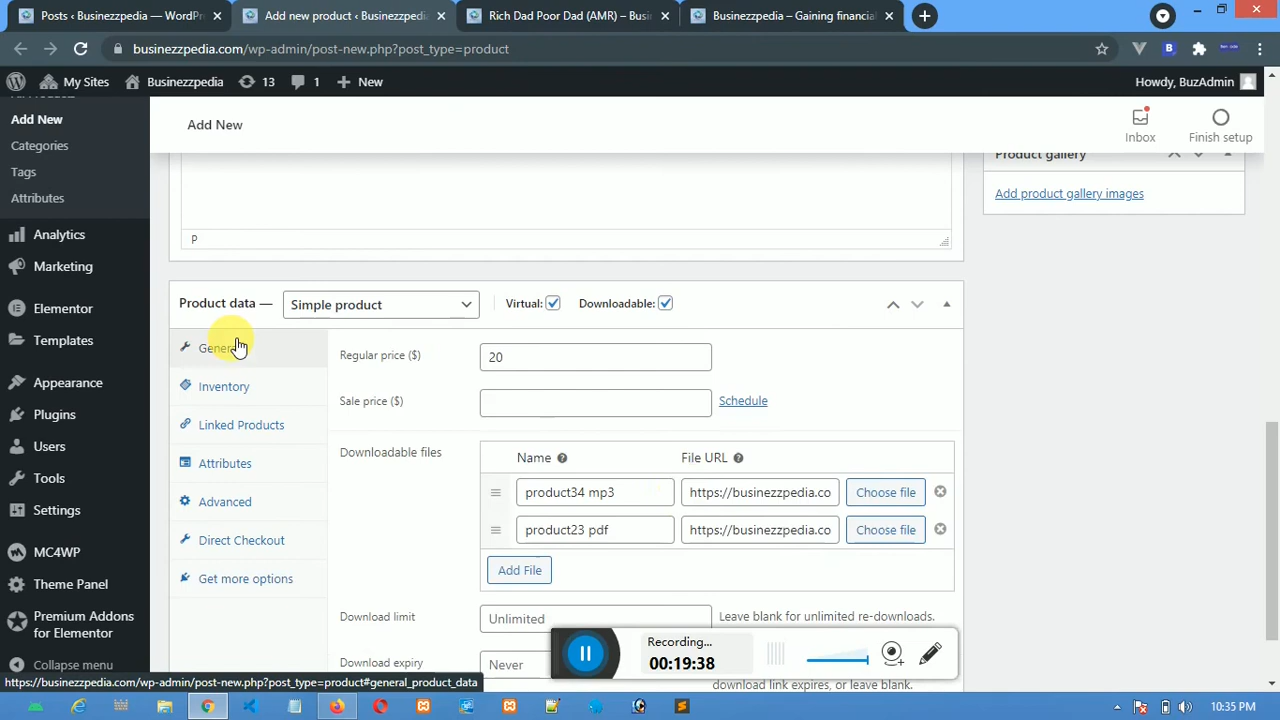 Posts ‹ Businezzpedia — WordPr
Add new product ‹ Businezzpedia
Rich Dad Poor Dad (AMR) – Busin
Businezzpedia – Gaining financial
businezzpedia.com/wp-admin/post-new.php?post_type=product
My Sites
Businezzpedia
13
1
New
Howdy, BuzAdmin
Add New
Categories
Tags
Attributes
Analytics
Marketing
Elementor
Templates
Appearance
Plugins
Users
Tools
Settings
MC4WP
Theme Panel
Premium Addons
for Elementor
Collapse menu
Add New
Inbox
Finish setup
Product gallery
Add product gallery images
P
Product data —
Simple product
Virtual:
Downloadable:
Inventory
Linked Products
Attributes
Advanced
Direct Checkout
Get more options
Regular price ($)
20
Sale price ($)
Schedule
Downloadable files
Name
File URL
product34 mp3
https://businezzpedia.co
Choose file
product23 pdf
https://businezzpedia.co
Choose file
Add File
Download limit
Unlimited
Leave blank for unlimited re-downloads.
Download expiry
Never
download link expires, or leave blank.
Recording...
00:19:38
https://businezzpedia.com/wp-admin/post-new.php?post_type=product#general_product_data
10:35 PM